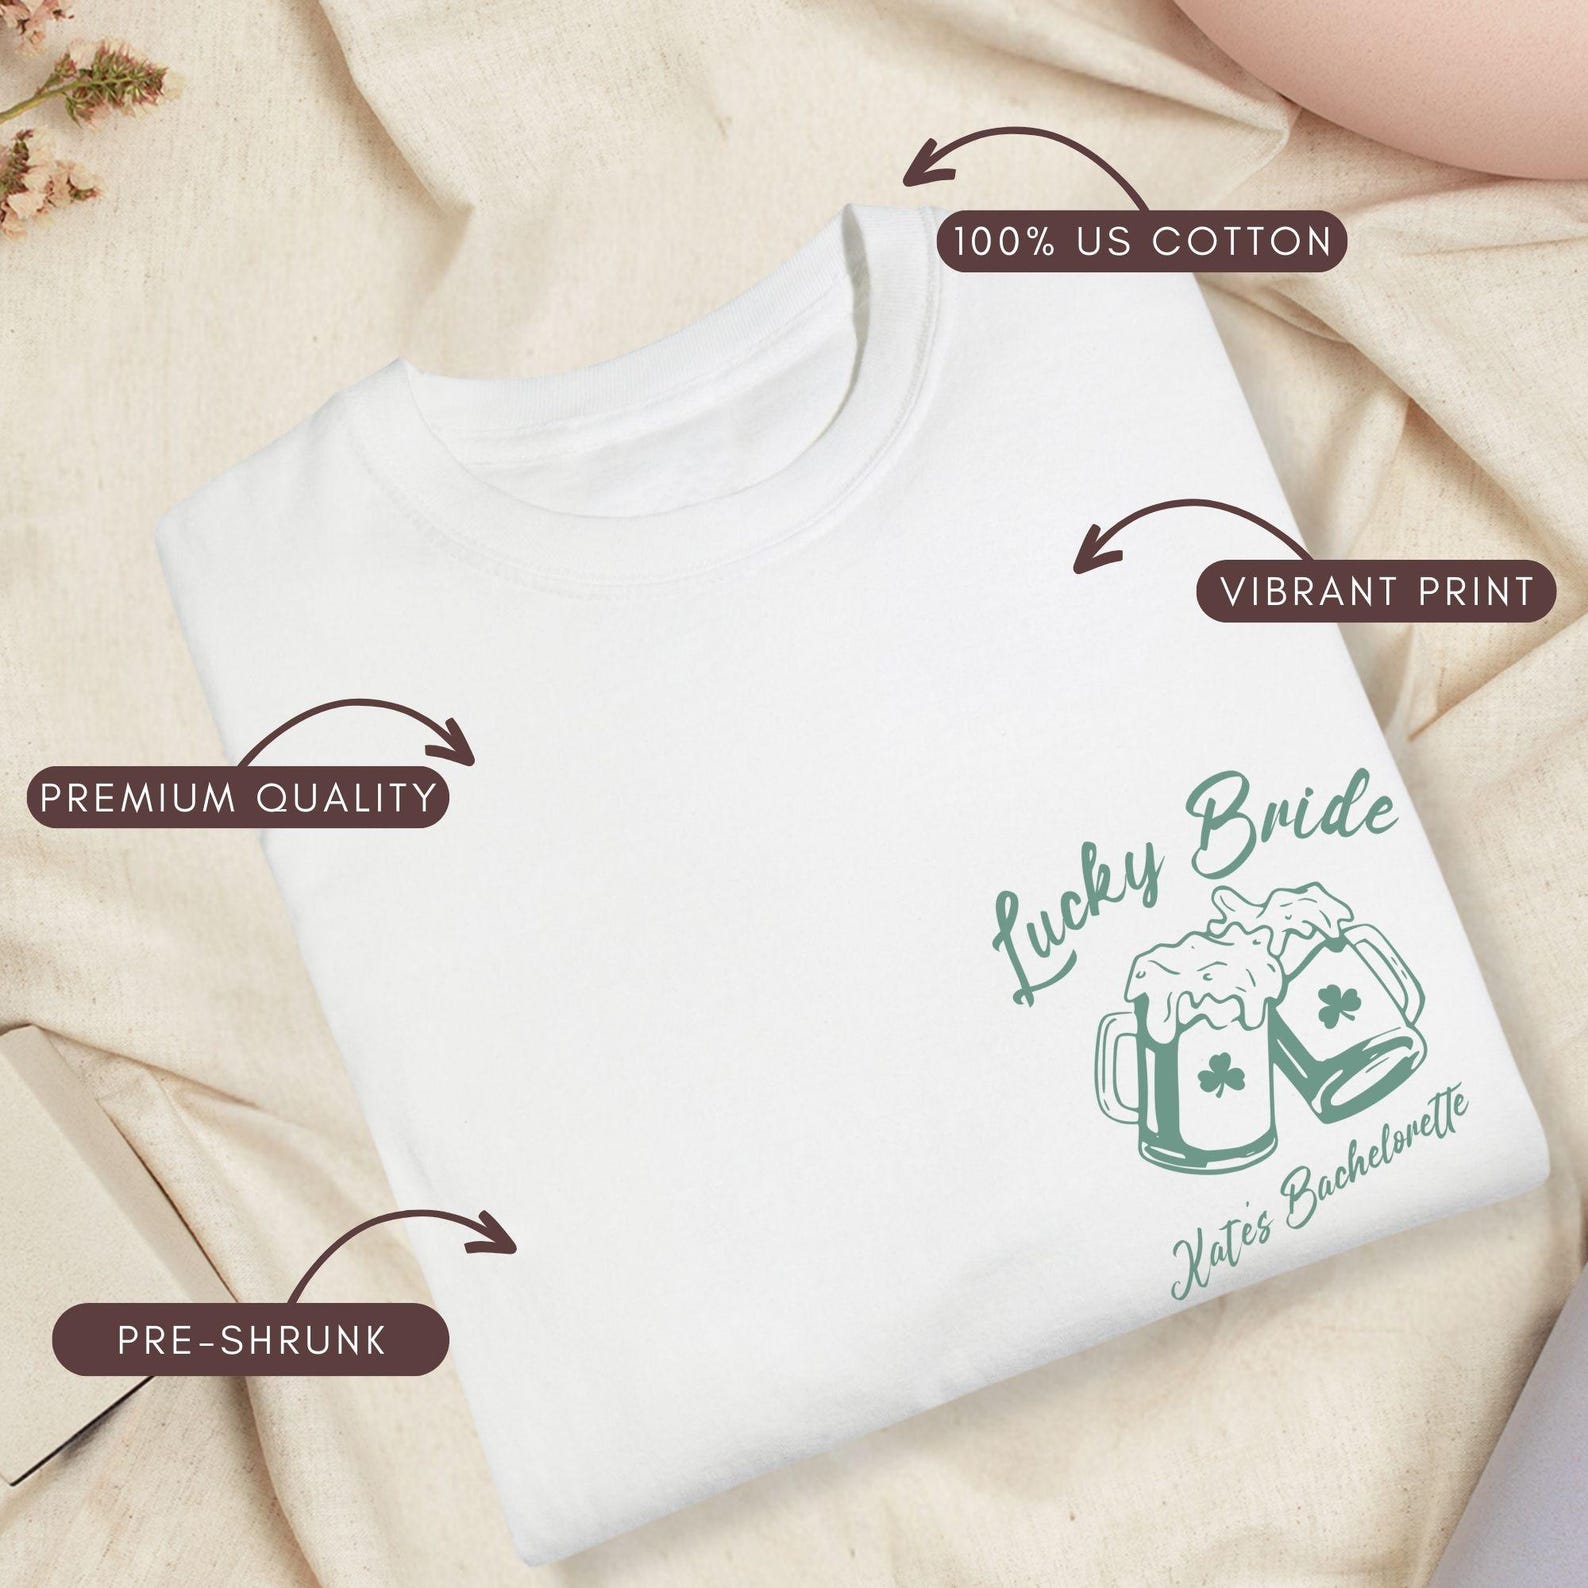 100% US COTTON
VIBRANT PRINT
PREMIUM QUALITY
Lucky Bride
Kate's Bachelorette
PRE-SHRUNK